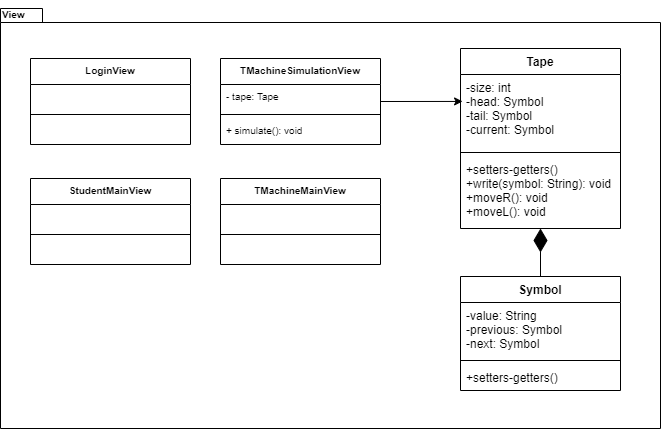 View
LoginView
TMachineSimulationView
- tape: Tape
+ simulate(): void
Tape
-size: int
-head: Symbol
-tail: Symbol
-current: Symbol
+setters-getters()
+write(symbol: String): void
+moveR(): void
+moveL(): void
StudentMainView
TMachineMainView
Symbol
-value: String
-previous: Symbol
-next: Symbol
+setters-getters()